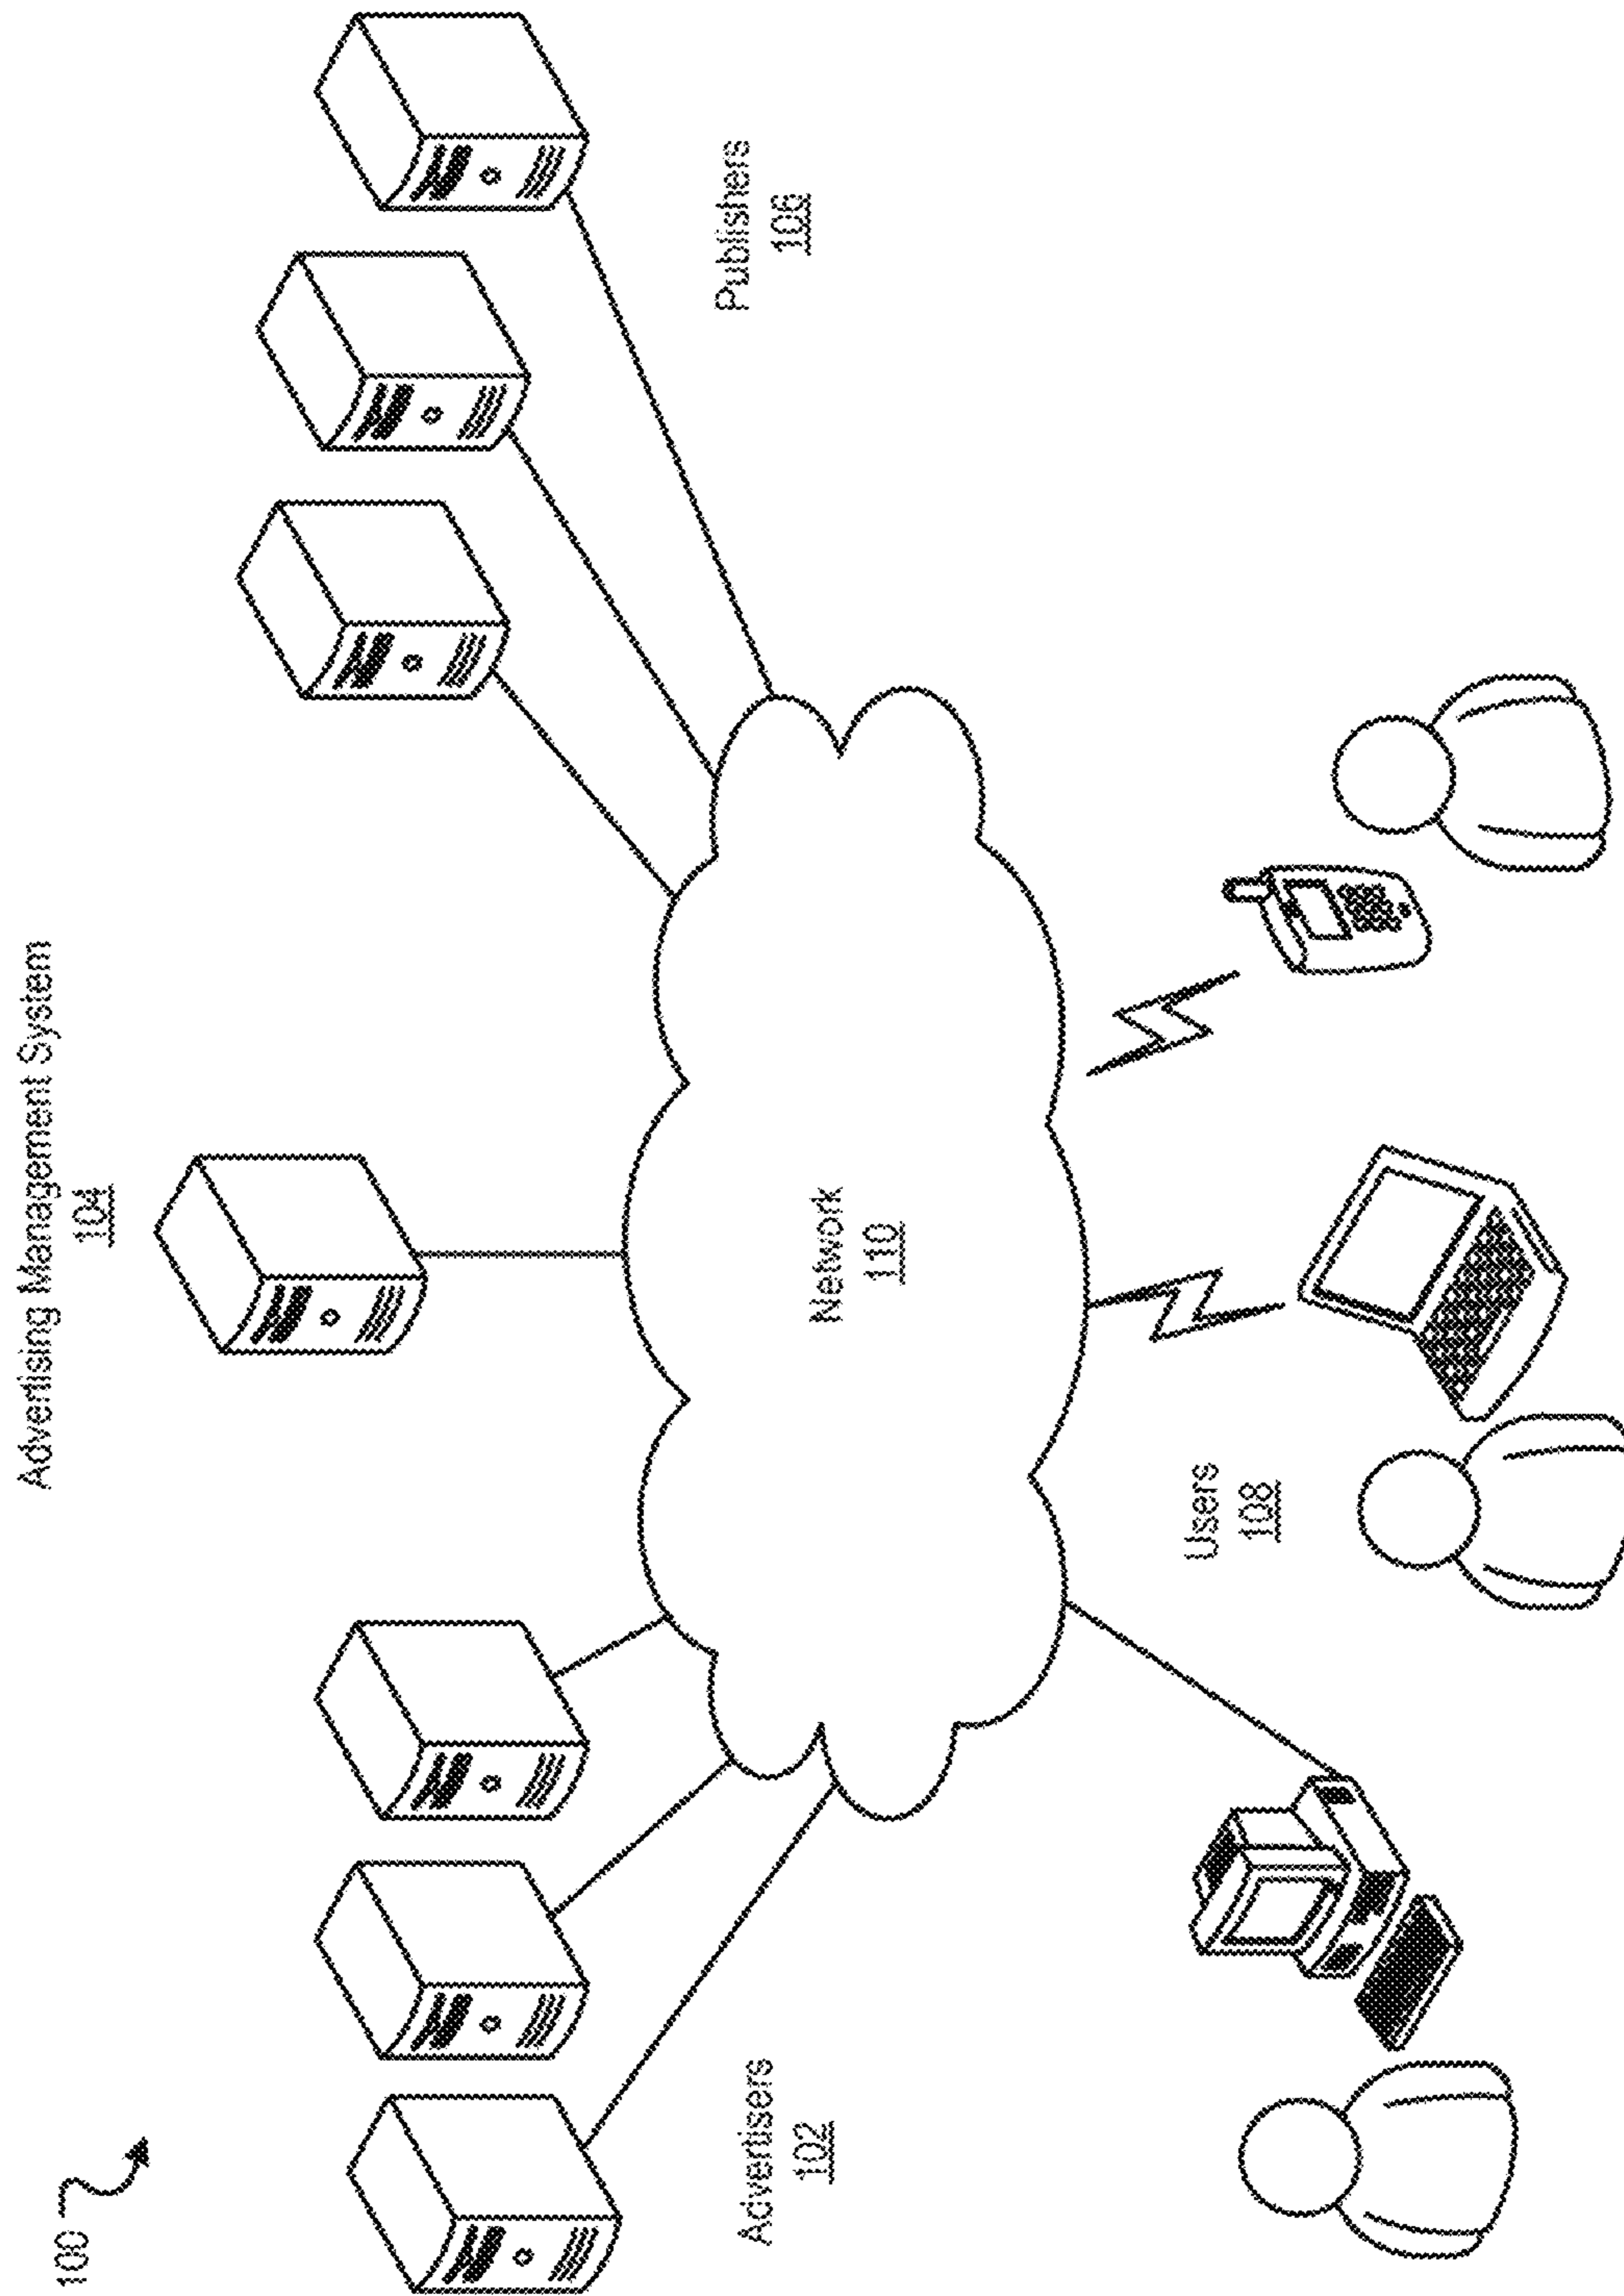 100
Advertising Management System
104
Advertisers
102
Publishers
106
Network
110
Users
108